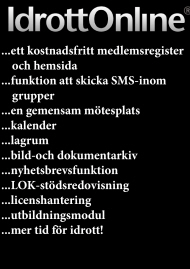 IdrottOnline®
...ett kostnadsfritt medlemsregister
och hemsida
...funktion att skicka SMS-inom
grupper
...en gemensam mötesplats
...kalender
...lagrum
...bild-och dokumentarkiv
...nyhetsbrevsfunktion
...LOK-stödsredovisning
...licenshantering
...utbildningsmodul
...mer tid för idrott!